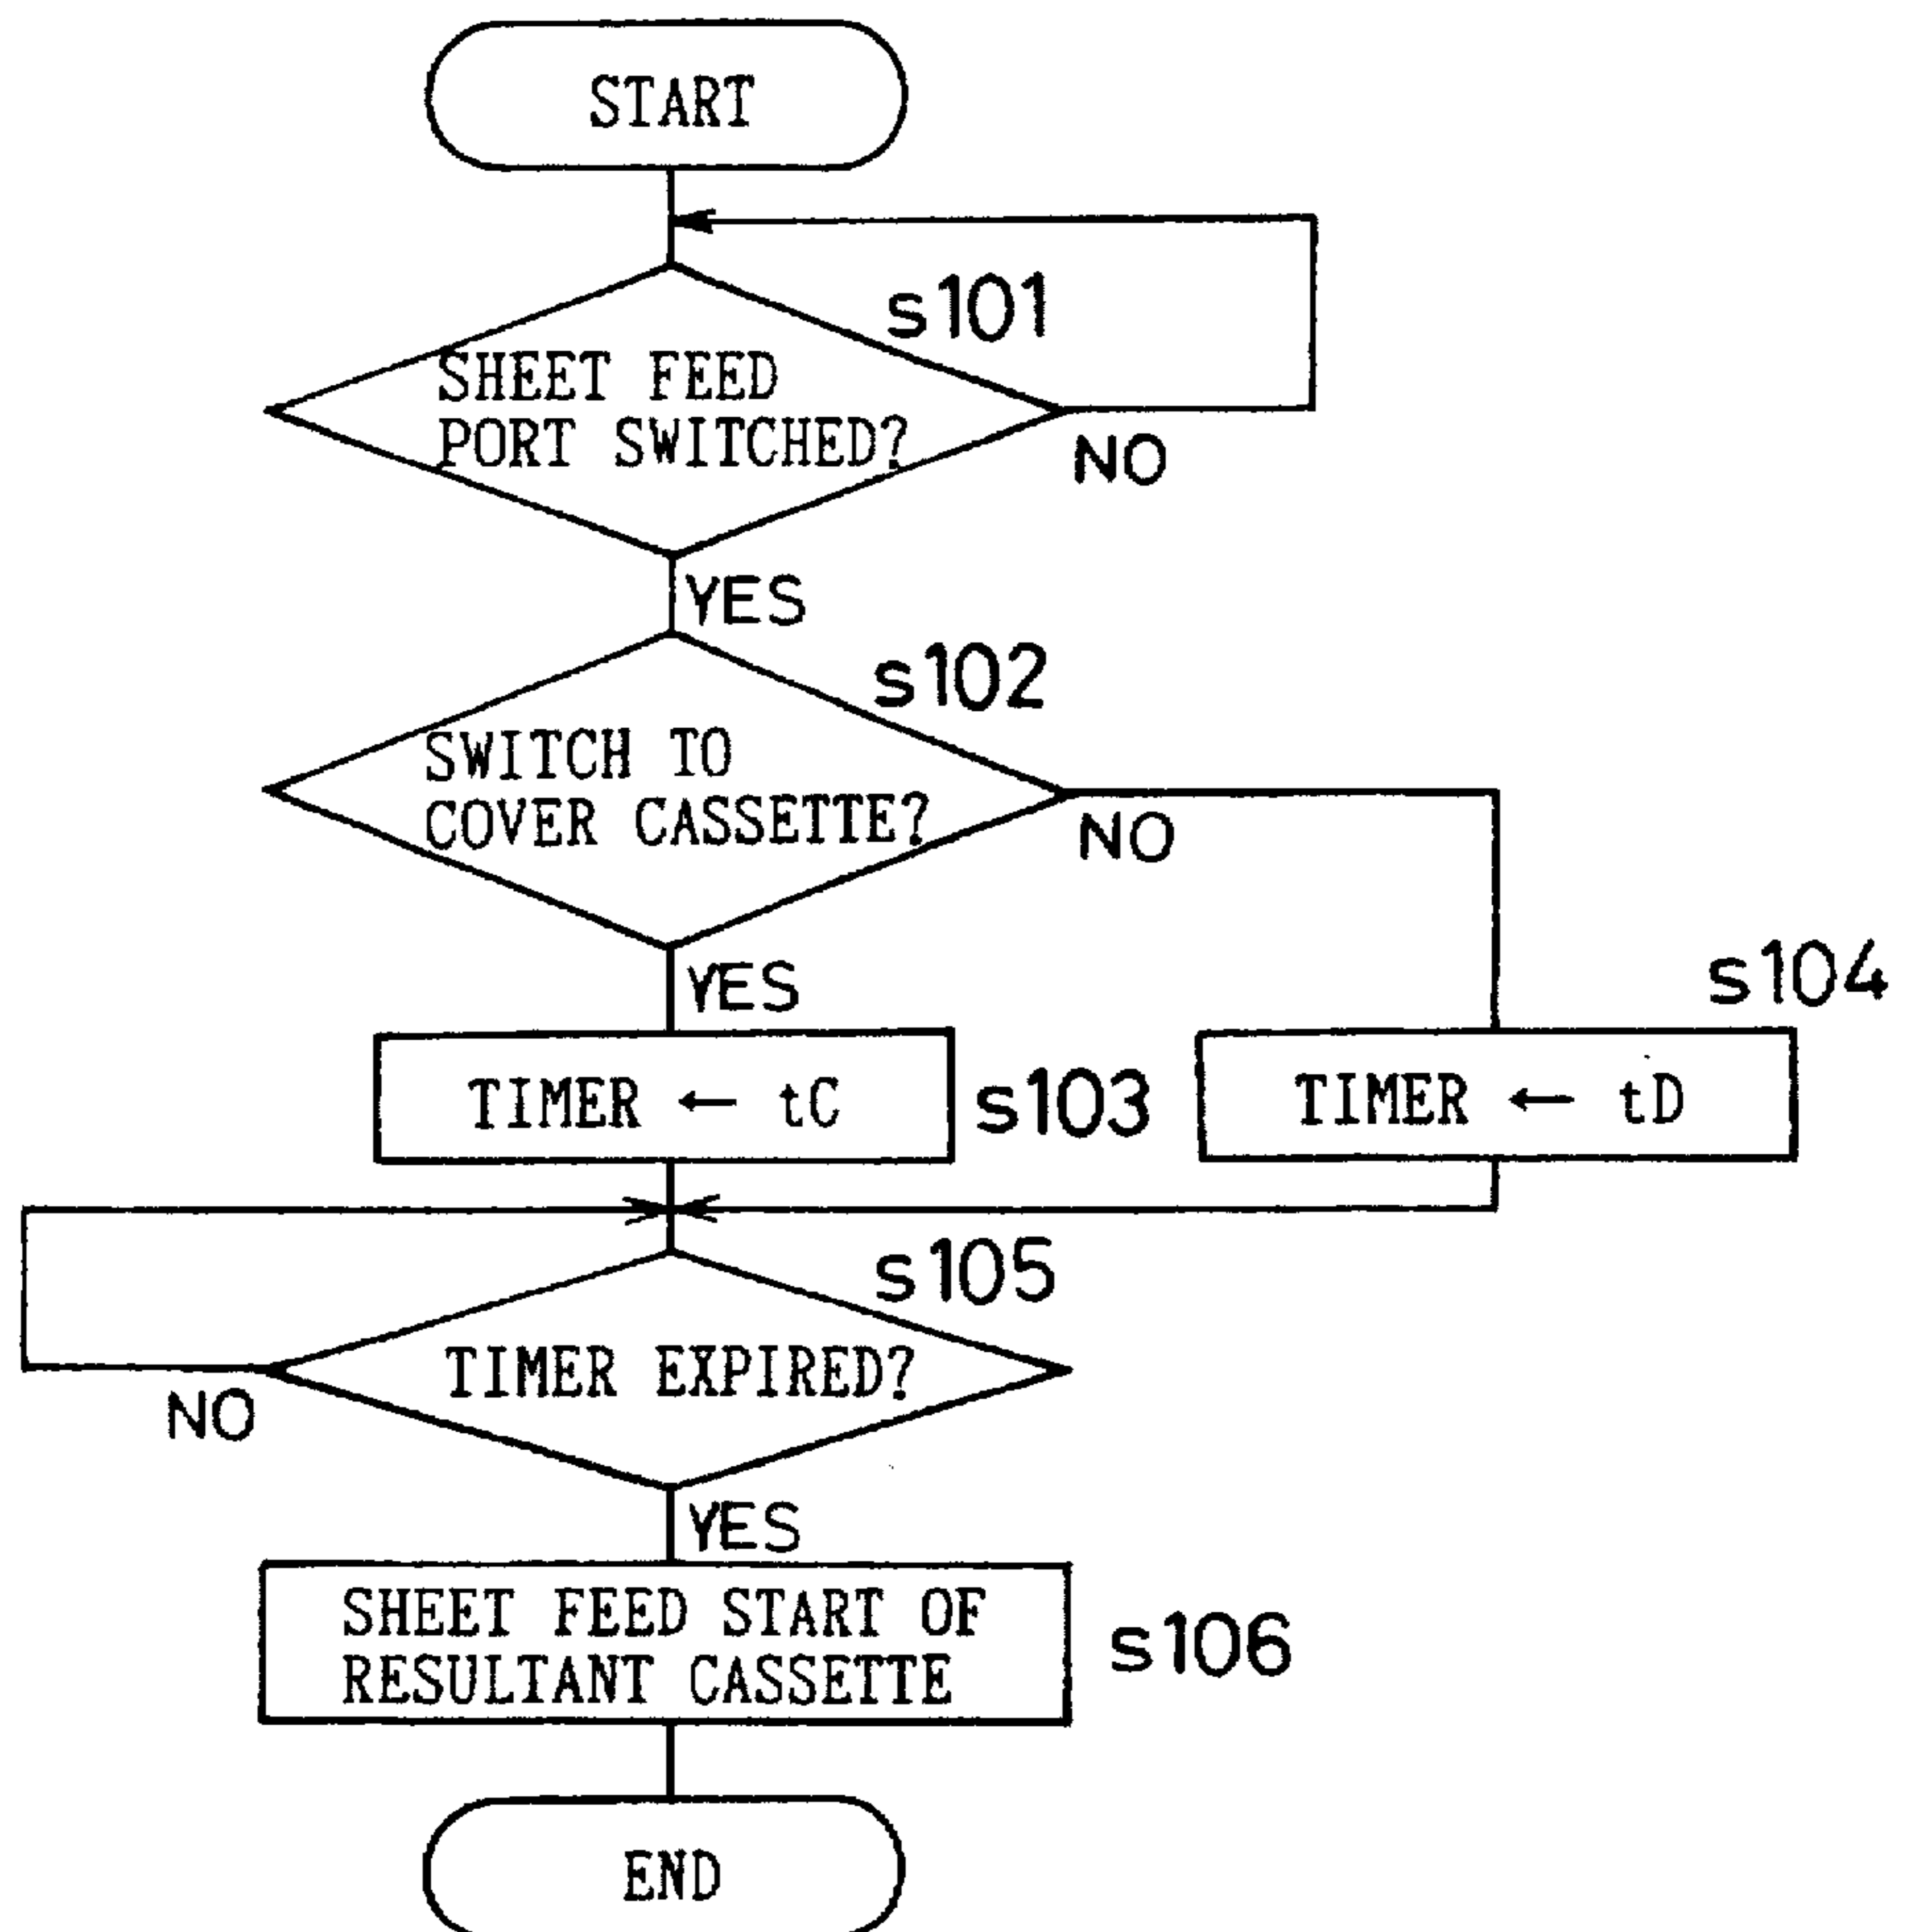 START
s101
SHEET FEED
PORT SWITCHED?
NO
YES
s102
SWITCH TO
COVER CASSETTE?
NO
YES
s104
TIMER ← tC
s103
TIMER ← tD
s105
TIMER EXPIRED?
NO
YES
SHEET FEED START OF
RESULTANT CASSETTE
s106
END